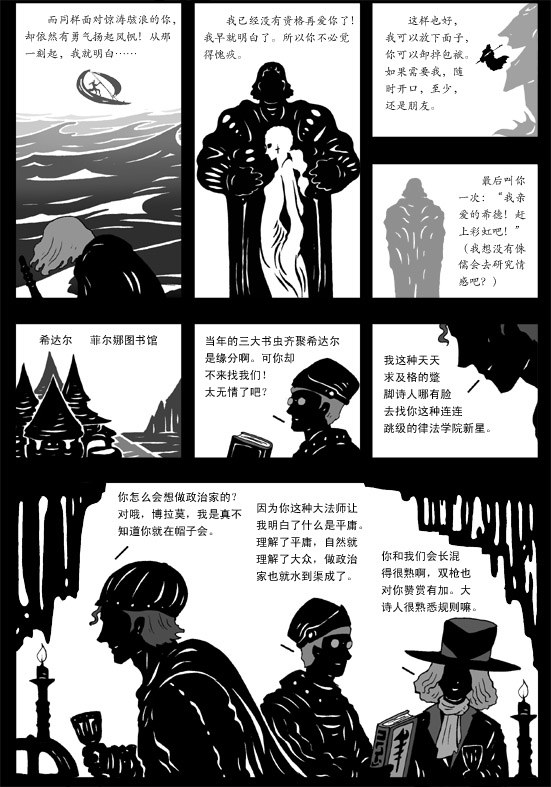 而同样面对惊涛骇浪的你，
却依然有勇气扬起风帆！从那
一刻起，我就明白……
我已经没有资格再爱你了！
我早就明白了。所以你不必觉
得愧疚。
这样也好，
我可以放下面子，
你可以卸掉包袱。
如果需要我，随
时开口，至少，
还是朋友。
最后叫你
一次：“我亲
爱的希德！赶
上彩虹吧！”
（我想没有侏
儒会去研究情
感吧？）
希达尔 菲尔娜图书馆
当年的三大书虫齐聚希达尔
是缘分啊。可你却
不来找我们！
太无情了吧？
我这种天天
求及格的蹩
脚诗人哪有脸
去找你这种连连
跳级的律法学院新星。
你怎么会想做政治家的？
对哦，博拉莫，我是真不
知道你就在帽子会。
因为你这种大法师让
我明白了什么是平庸。
理解了平庸，自然就
理解了大众，做政治
家也就水到渠成了。
你和我们会长混
得很熟啊，双枪也
对你赞赏有加。大
诗人很熟悉规则嘛。